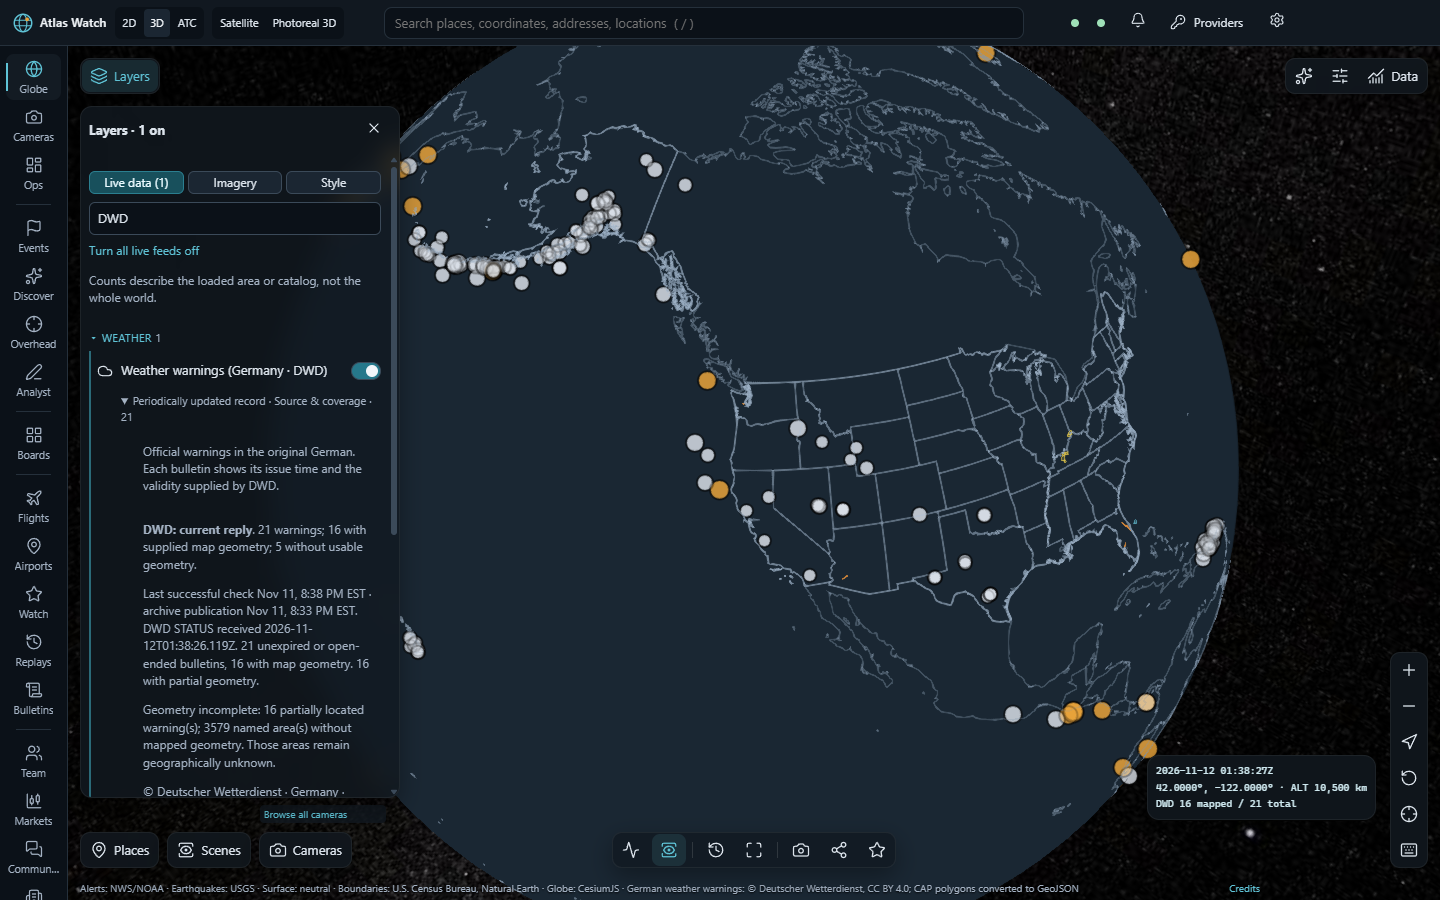 Atlas Watch
2D
3D
ATC
Satellite
Photoreal 3D
Search places, coordinates, addresses, locations ( / )
Providers
Globe
Cameras
Ops
Events
Discover
Overhead
Analyst
Boards
Flights
Airports
Watch
Replays
Bulletins
Team
Markets
Commun...
Layers
Data
Layers · 1 on
Live data (1)
Imagery
Style
DWD
Turn all live feeds off
Counts describe the loaded area or catalog, not the
whole world.
WEATHER 1
Weather warnings (Germany · DWD)
▼ Periodically updated record · Source & coverage ·
21
Official warnings in the original German.
Each bulletin shows its issue time and the
validity supplied by DWD.
DWD: current reply. 21 warnings; 16 with
supplied map geometry; 5 without usable
geometry.
Last successful check Nov 11, 8:38 PM EST ·
archive publication Nov 11, 8:33 PM EST.
DWD STATUS received 2026-11-
12T01:38:26.119Z. 21 unexpired or open-
ended bulletins, 16 with map geometry. 16
with partial geometry.
Geometry incomplete: 16 partially located
warning(s); 3579 named area(s) without
mapped geometry. Those areas remain
geographically unknown.
© Deutscher Wetterdienst · Germany ·
Browse all cameras
Places
Scenes
Cameras
2026-11-12 01:38:27Z
42.0000°, -122.0000° · ALT 10,500 km
DWD 16 mapped / 21 total
Alerts: NWS/NOAA · Earthquakes: USGS · Surface: neutral · Boundaries: U.S. Census Bureau, Natural Earth · Globe: CesiumJS · German weather warnings: © Deutscher Wetterdienst, CC BY 4.0; CAP polygons converted to GeoJSON
Credits